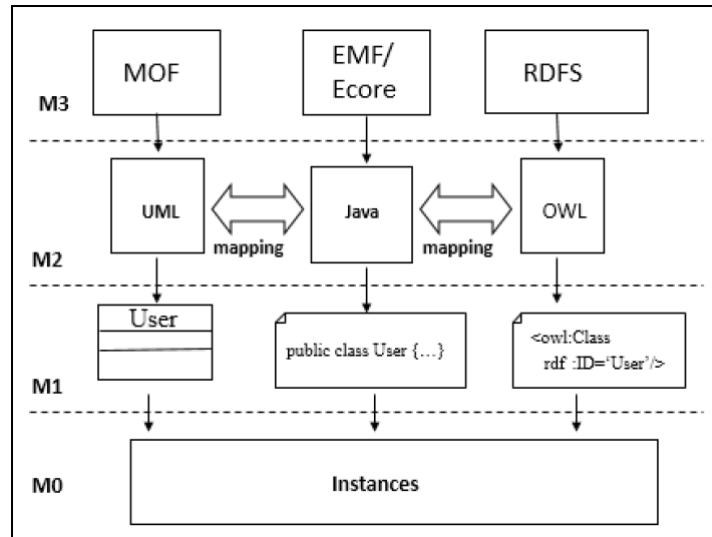 MOF
EMF/
Ecore
RDFS
M3
UML
Java
OWL
mapping
mapping
M2
User
public class User {…}
<owl:Class
rdf :ID=‘User’/>
M1
Instances
M0